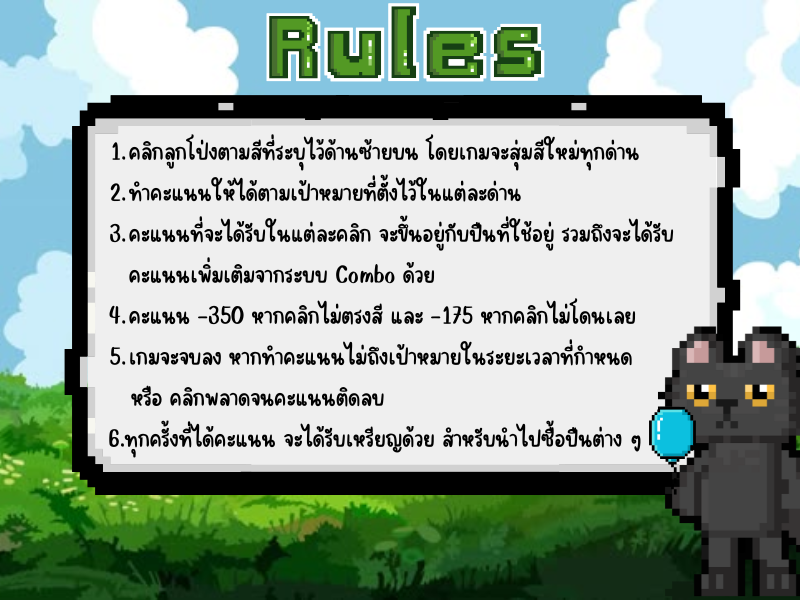 Rules
1. คลิกลูกโป่งตามสีที่ระบุไว้ด้านซ้ายบน โดยเกมจะสุ่มสีใหม่ทุกด่าน
2. ทำคะแนนให้ได้ตามเป้าหมายที่ตั้งไว้ในแต่ละด่าน
3. คะแนนที่จะได้รับในแต่ละคลิก จะขึ้นอยู่กับปืนที่ใช้อยู่ รวมถึงจะได้รับ
คะแนนเพิ่มเติมจากระบบ Combo ด้วย
4. คะแนน -350 หากคลิกไม่ตรงสี และ -175 หากคลิกไม่โดนเลย
5. เกมจะจบลง หากทำคะแนนไม่ถึงเป้าหมายในระยะเวลาที่กำหนด
หรือ คลิกพลาดจนคะแนนติดลบ
6.ทุกครั้งที่ได้คะแนน จะได้รับเหรียญด้วย สำหรับนำไปซื้อปืนต่าง ๆ